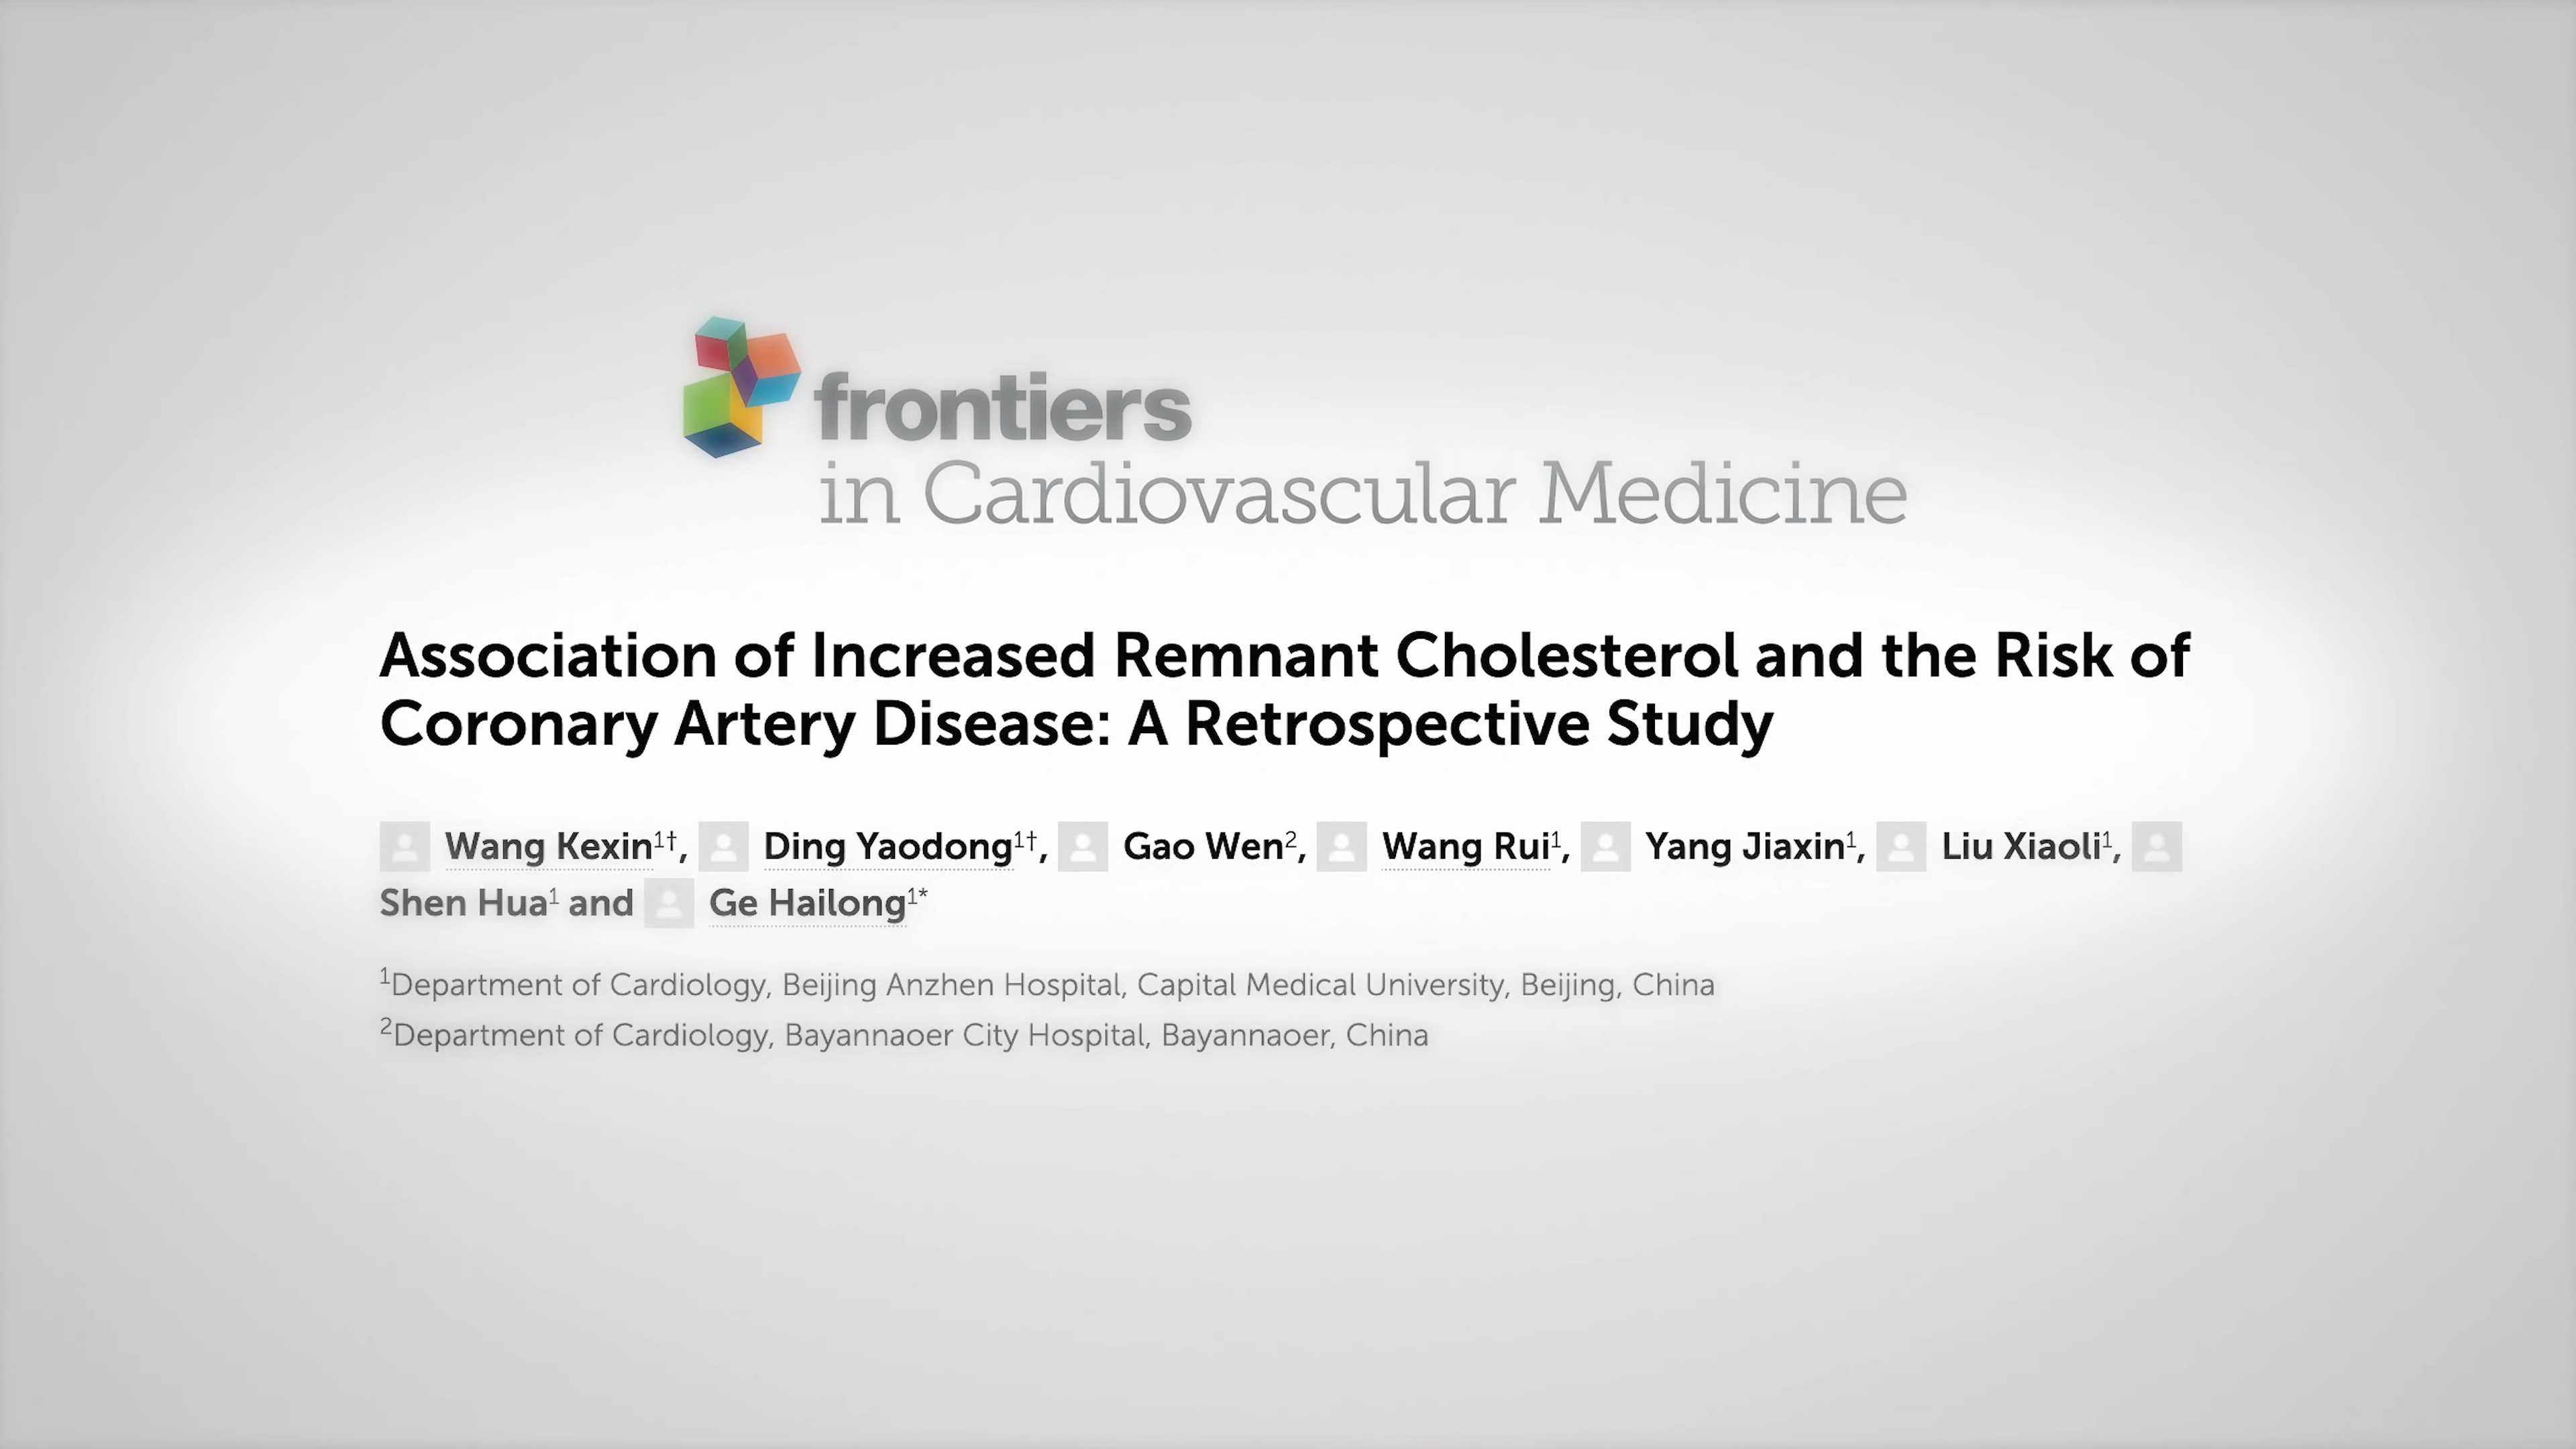 frontiers
in Cardiovascular Medicine
Association of Increased Remnant Cholesterol and the Risk of
Coronary Artery Disease: A Retrospective Study
Wang Kexin1†, Ding Yaodong1†, Gao Wen2, Wang Rui1, Yang Jiaxin1, Liu Xiaoli1,
Shen Hua1 and Ge Hailong1*
1Department of Cardiology, Beijing Anzhen Hospital, Capital Medical University, Beijing, China
2Department of Cardiology, Bayannaoer City Hospital, Bayannaoer, China